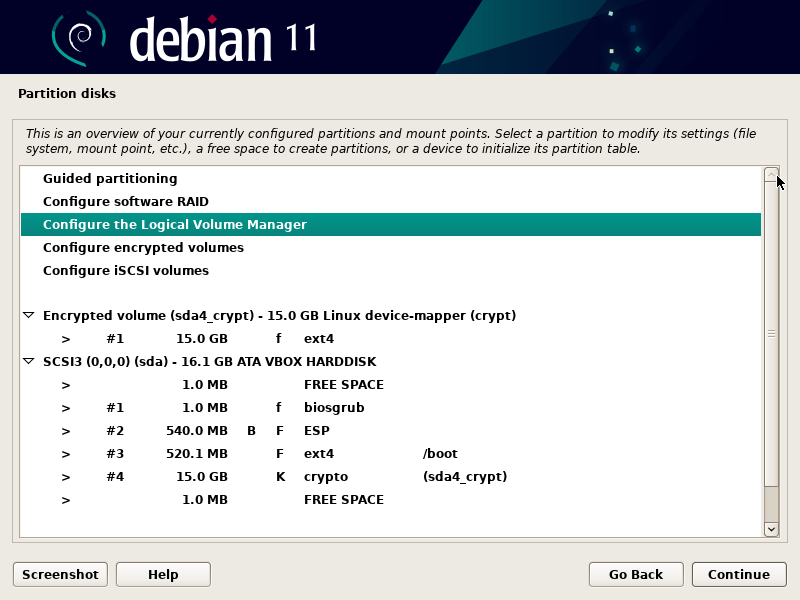 debian 11
Partition disks
This is an overview of your currently configured partitions and mount points. Select a partition to modify its settings (file
system, mount point, etc.), a free space to create partitions, or a device to initialize its partition table.
Guided partitioning
Configure software RAID
Configure the Logical Volume Manager
Configure encrypted volumes
Configure iSCSI volumes
Encrypted volume (sda4_crypt) - 15.0 GB Linux device-mapper (crypt)
> #1 15.0 GB f ext4
SCSI3 (0,0,0) (sda) - 16.1 GB ATA VBOX HARDDISK
> 1.0 MB FREE SPACE
> #1 1.0 MB f biosgrub
> #2 540.0 MB B F ESP
> #3 520.1 MB F ext4 /boot
> #4 15.0 GB K crypto (sda4_crypt)
> 1.0 MB FREE SPACE
Screenshot Help Go Back Continue